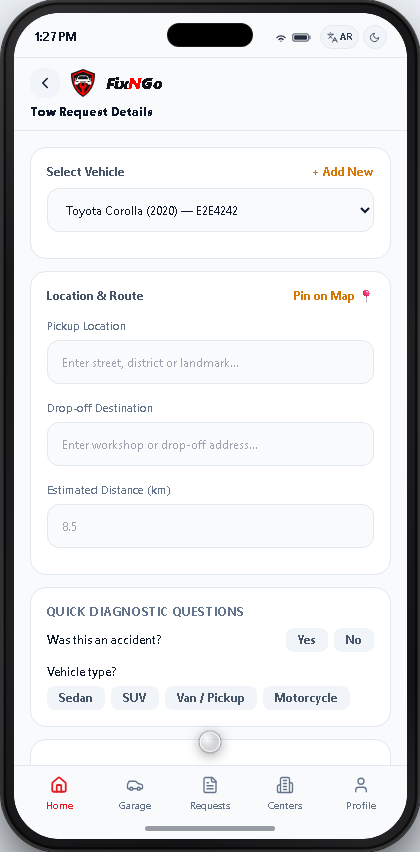 1:27 PM
AR
FixNGo
Tow Request Details
Select Vehicle
+ Add New
Toyota Corolla (2020) — E2E4242
Location & Route
Pin on Map 📍
Pickup Location
Enter street, district or landmark...
Drop-off Destination
Enter workshop or drop-off address...
Estimated Distance (km)
8.5
QUICK DIAGNOSTIC QUESTIONS
Was this an accident?
Yes
No
Vehicle type?
Sedan
SUV
Van / Pickup
Motorcycle
Home
Garage
Requests
Centers
Profile